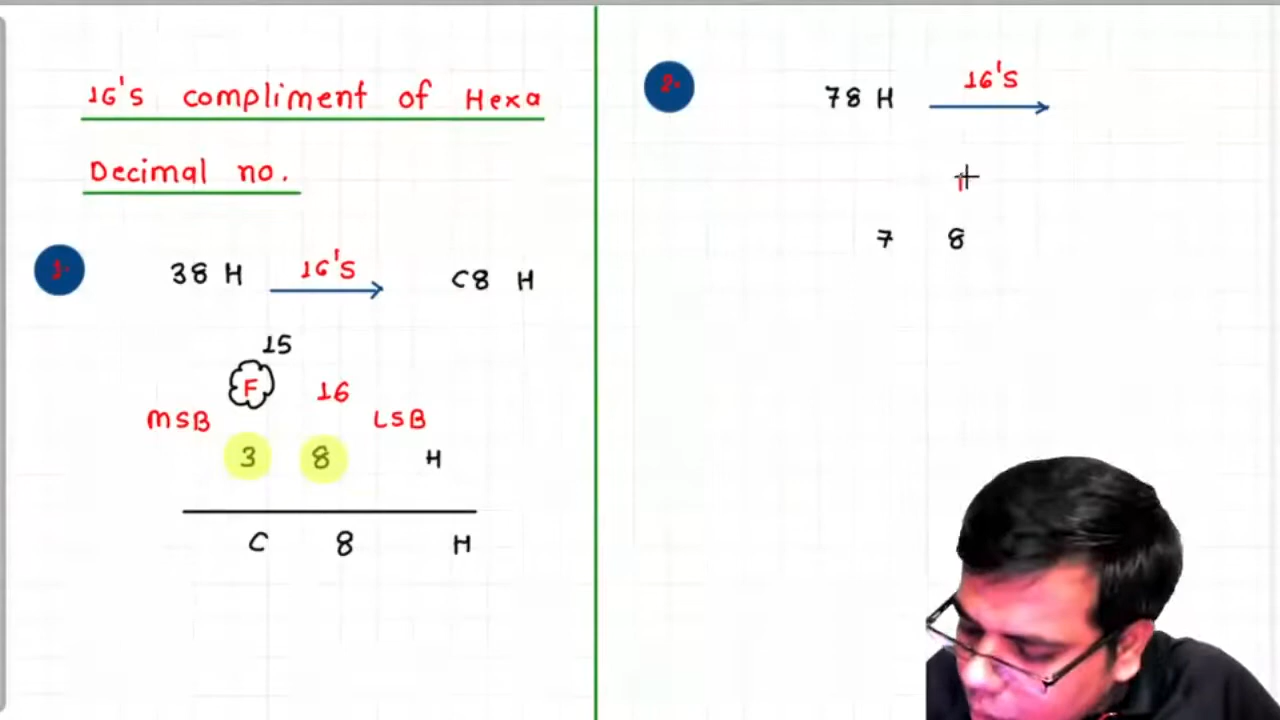 16's compliment of Hexa
Decimal no.
1.
38 H 16's C8 H
15
F 16
MSB LSB
3 8 H
C 8 H
2.
78 H 16's
1
7 8